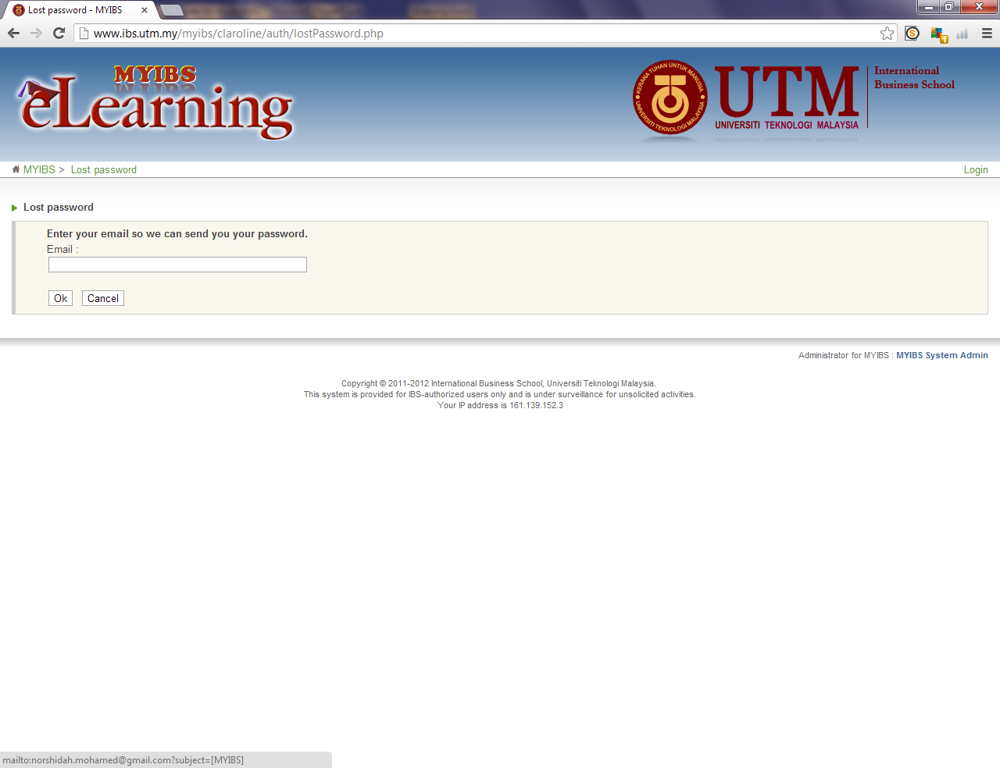 Lost password - MYIBS
www.ibs.utm.my/myibs/claroline/auth/lostPassword.php
S
1
MYIBS
eLearning
KERANA TUHAN UNTUK MANUSIA
UNIVERSITI TEKNOLOGI MALAYSIA
UTM
UNIVERSITI TEKNOLOGI MALAYSIA
International
Business School
MYIBS > Lost password
Login
Lost password
Enter your email so we can send you your password.
Email :
Ok Cancel
Administrator for MYIBS : MYIBS System Admin
Copyright © 2011-2012 International Business School, Universiti Teknologi Malaysia.
This system is provided for IBS-authorized users only and is under surveillance for unsolicited activities.
Your IP address is 161.139.152.3
mailto:norshidah.mohamed@gmail.com?subject=[MYIBS]